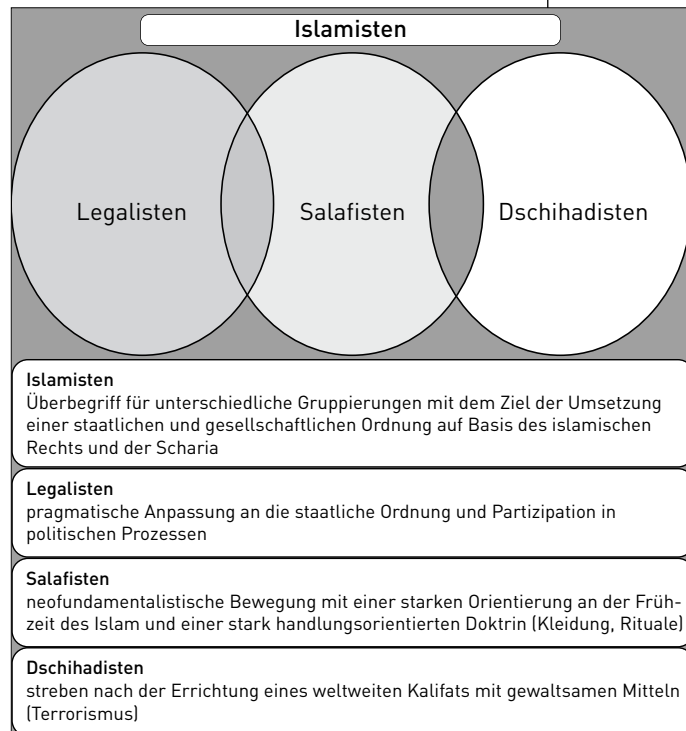 Islamisten
Legalisten
Salafisten
Dschihadisten
Islamisten
Überbegriff für unterschiedliche Gruppierungen mit dem Ziel der Umsetzung
einer staatlichen und gesellschaftlichen Ordnung auf Basis des islamischen
Rechts und der Scharia
Legalisten
pragmatische Anpassung an die staatliche Ordnung und Partizipation in
politischen Prozessen
Salafisten
neofundamentalistische Bewegung mit einer starken Orientierung an der Früh-
zeit des Islam und einer stark handlungsorientierten Doktrin (Kleidung, Rituale)
Dschihadisten
streben nach der Errichtung eines weltweiten Kalifats mit gewaltsamen Mitteln
(Terrorismus)